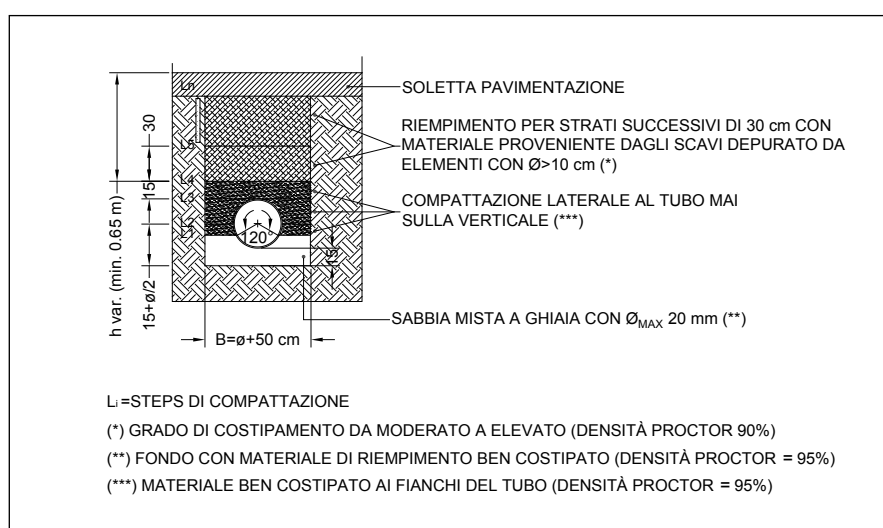 Ln
SOLETTA PAVIMENTAZIONE
30
RIEMPIMENTO PER STRATI SUCCESSIVI DI 30 cm CON
MATERIALE PROVENIENTE DAGLI SCAVI DEPURATO DA
ELEMENTI CON Ø>10 cm (*)
L5
L4
15
L3
COMPATTAZIONE LATERALE AL TUBO MAI
SULLA VERTICALE (***)
L2
L1
120°
15
h var. (min. 0.65 m)
15+ø/2
SABBIA MISTA A GHIAIA CON ØMAX 20 mm (**)
B=ø+50 cm
Li=STEPS DI COMPATTAZIONE
(*) GRADO DI COSTIPAMENTO DA MODERATO A ELEVATO (DENSITÀ PROCTOR 90%)
(**) FONDO CON MATERIALE DI RIEMPIMENTO BEN COSTIPATO (DENSITÀ PROCTOR = 95%)
(***) MATERIALE BEN COSTIPATO AI FIANCHI DEL TUBO (DENSITÀ PROCTOR = 95%)